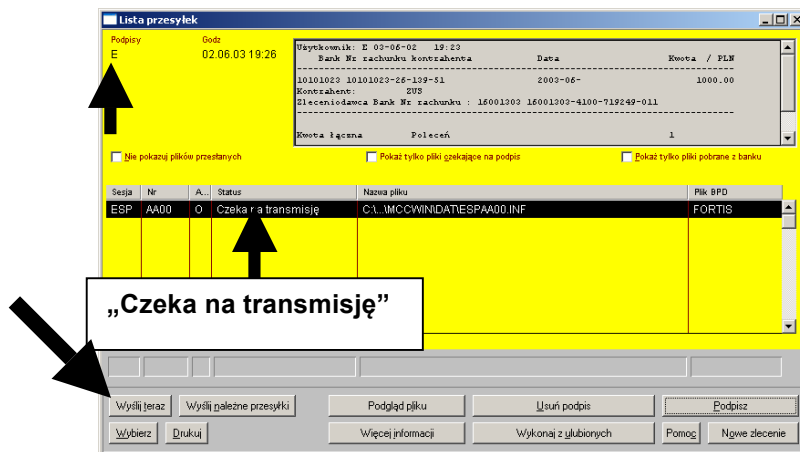 Lista przesyłek
Podpisy Godz
E 02.06.03 19:26
Użytkownik: E 03-06-02 19:23
Bank Nr rachunku kontrahenta Data Kwota / PLN
10101023 10101023-26-139-51 2003-06- 1000.00
Kontrahent: ZUS
Zleceniodawca Bank Nr rachunku : 16001303 16001303-4100-719249-011
Kwota łączna Poleceń 1
Nie pokazuj plików przesłanych Pokaż tylko pliki czekające na podpis Pokaż tylko pliki pobrane z banku
Sesja Nr A... Status Nazwa pliku Plik BPD
ESP AA00 O Czeka na transmisję C:\...\MCCWIN\DAT\ESPAA00.INF FORTIS
„Czeka na transmisję”
Wyślij teraz Wyślij należne przesyłki Podgląd pliku Usuń podpis Podpisz
Wybierz Drukuj Więcej informacji Wykonaj z ulubionych Pomoc Nowe zlecenie